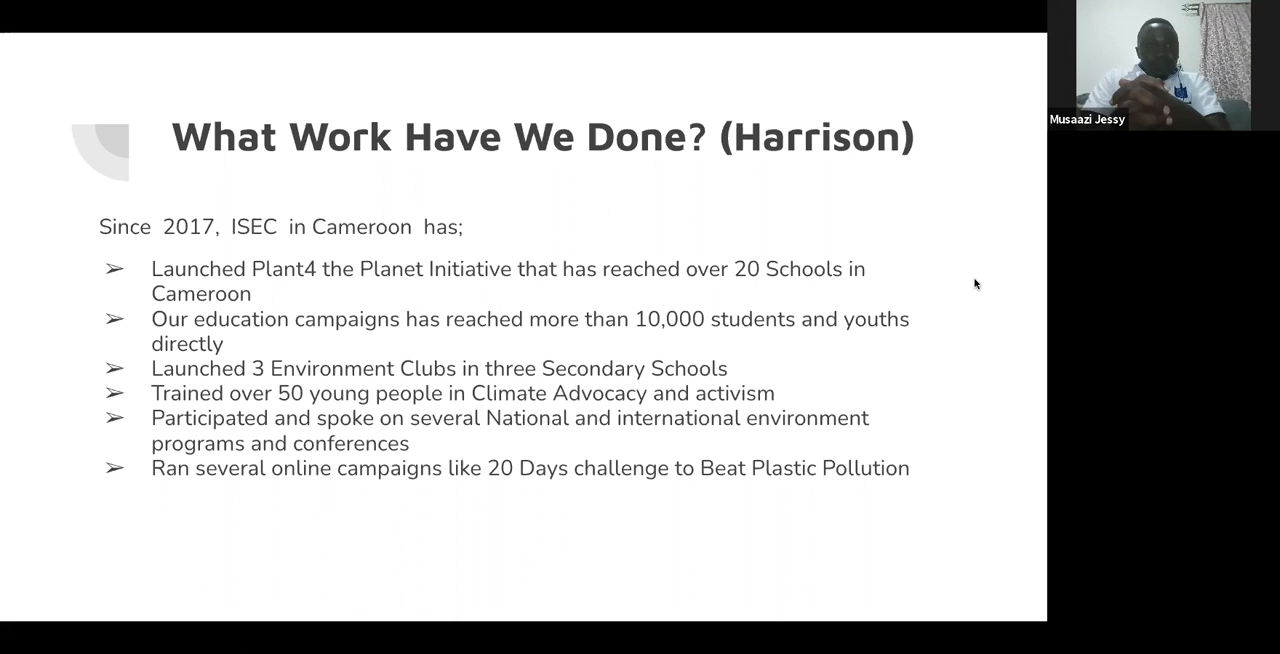 What Work Have We Done? (Harrison)
Since 2017, ISEC in Cameroon has;
➢ Launched Plant4 the Planet Initiative that has reached over 20 Schools in
Cameroon
➢ Our education campaigns has reached more than 10,000 students and youths
directly
➢ Launched 3 Environment Clubs in three Secondary Schools
➢ Trained over 50 young people in Climate Advocacy and activism
➢ Participated and spoke on several National and international environment
programs and conferences
➢ Ran several online campaigns like 20 Days challenge to Beat Plastic Pollution
Musaazi Jessy